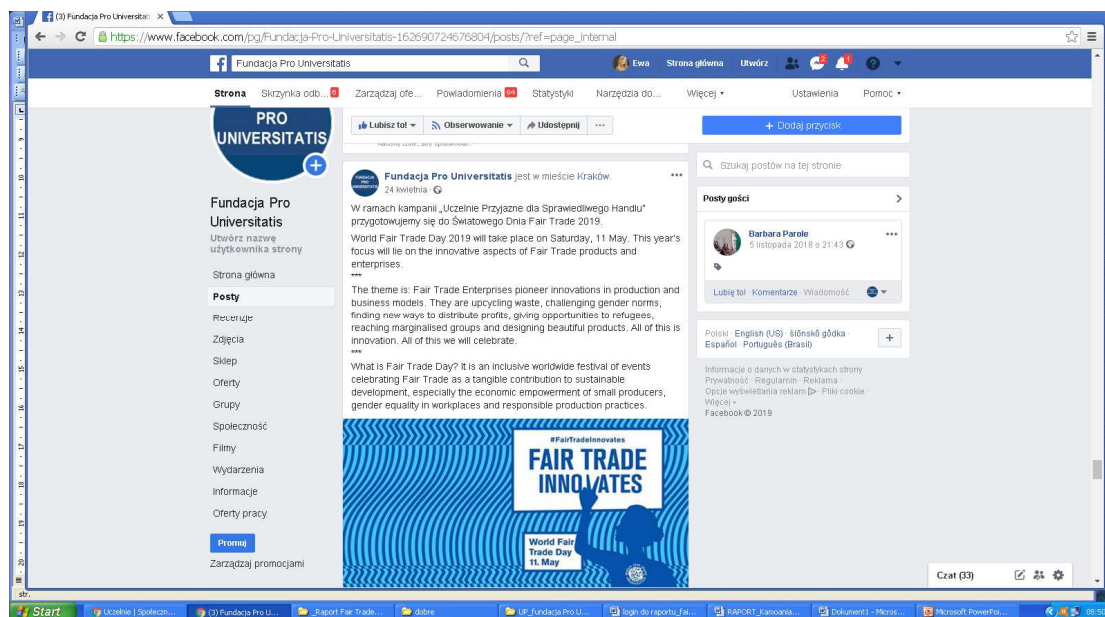 (3) Fundacja Pro Universitat
https://www.facebook.com/pg/Fundacja-Pro-Universitatis-162690724676804/posts/?ref=page_internal
Fundacja Pro Universitatis
Ewa Strona główna Utwórz
Strona Skrzynka odb... 6 Zarządzaj ofe... Powiadomienia 94 Statystyki Narzędzia do... Więcej Ustawienia Pomoc
PRO
UNIVERSITATIS
Lubisz to! Obserwowanie Udostępnij ...
+ Dodaj przycisk
Fundacja Pro
Universitatis
Utwórz nazwę
użytkownika strony
Strona główna
Posty
Recenzje
Zdjęcia
Sklep
Oferty
Grupy
Społeczność
Filmy
Wydarzenia
Informacje
Oferty pracy
Promuj
Zarządzaj promocjami
Fundacja Pro Universitatis jest w mieście Kraków.
24 kwietnia
W ramach kampanii „Uczelnie Przyjazne dla Sprawiedliwego Handlu"
przygotowujemy się do Światowego Dnia Fair Trade 2019.
World Fair Trade Day 2019 will take place on Saturday, 11 May. This year's
focus will lie on the innovative aspects of Fair Trade products and
enterprises.
***
The theme is: Fair Trade Enterprises pioneer innovations in production and
business models. They are upcycling waste, challenging gender norms,
finding new ways to distribute profits, giving opportunities to refugees,
reaching marginalised groups and designing beautiful products. All of this is
innovation. All of this we will celebrate.
***
What is Fair Trade Day? It is an inclusive worldwide festival of events
celebrating Fair Trade as a tangible contribution to sustainable
development, especially the economic empowerment of small producers,
gender equality in workplaces and responsible production practices.
#FairTradeInnovates
FAIR TRADE
INNOVATES
World Fair
Trade Day
11. May
Szukaj postów na tej stronie
Posty gości
Barbara Parole
5 listopada 2018 o 21:43
Lubię to! · Komentarze · Wiadomość
Polski · English (US) · ślōnskŏ gŏdka ·
Español · Português (Brasil)
Informacje o danych w statystykach strony
Prywatność · Regulamin · Reklama ·
Opcje wyświetlania reklam · Pliki cookie ·
Więcej
Facebook © 2019
Czat (33)
str.
Start Uczelnie | Społeczn... (3) Fundacja Pro U... _Raport Fair Trade... dobre UP_fundacja Pro U... login do raportu_fai... RAPORT_Kamoania... Dokument1 - Micros... Microsoft PowerPoi... 08:50